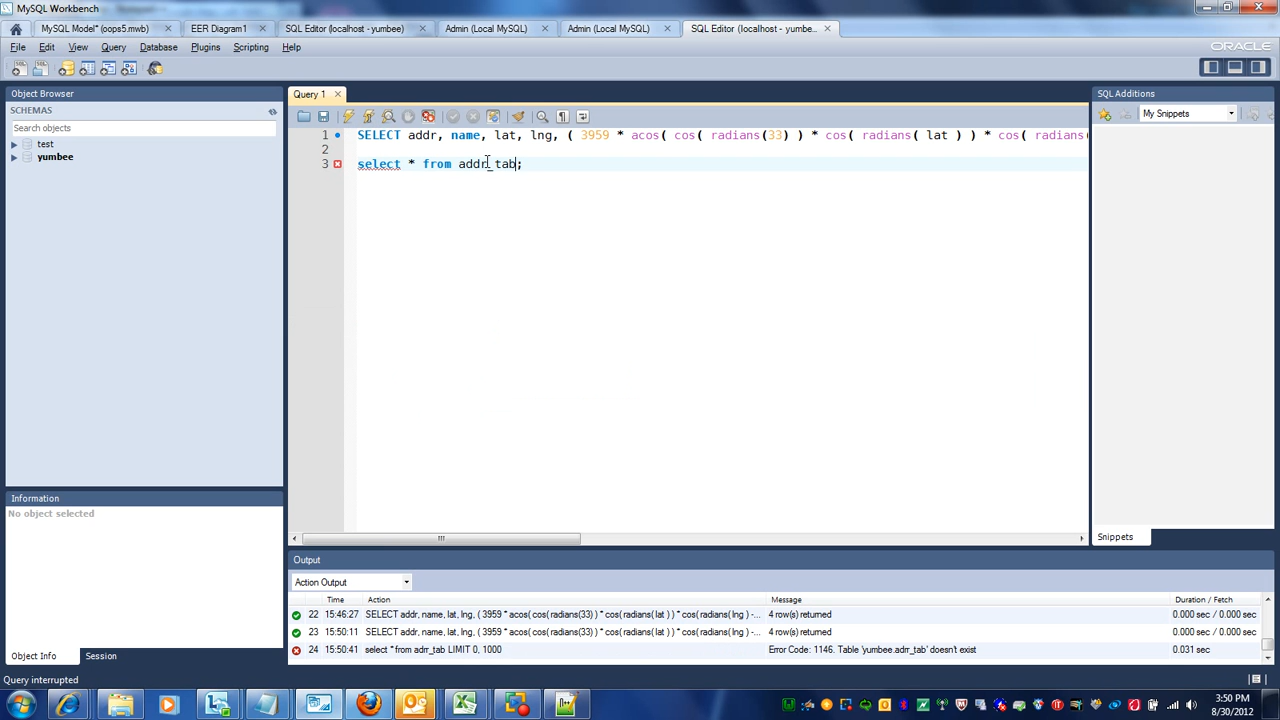 MySQL Workbench
MySQL Model* (oops5.mwb)
EER Diagram1
SQL Editor (localhost - yumbee)
Admin (Local MySQL)
Admin (Local MySQL)
SQL Editor (localhost - yumbe...
File Edit View Query Database Plugins Scripting Help
ORACLE
Object Browser
SCHEMAS
Search objects
test
yumbee
Query 1
1 SELECT addr, name, lat, lng, ( 3959 * acos( cos( radians(33) ) * cos( radians( lat ) ) * cos( radians(
2
3 select * from addr_tab;
SQL Additions
My Snippets
Snippets
Information
No object selected
Object Info Session
Output
Action Output
Time Action Message Duration / Fetch
22 15:46:27 SELECT addr, name, lat, lng, ( 3959 * acos( cos( radians(33) ) * cos( radians( lat ) ) * cos( radians( lng ) -... 4 row(s) returned 0.000 sec / 0.000 sec
23 15:50:11 SELECT addr, name, lat, lng, ( 3959 * acos( cos( radians(33) ) * cos( radians( lat ) ) * cos( radians( lng ) -... 4 row(s) returned 0.000 sec / 0.000 sec
24 15:50:41 select * from adrr_tab LIMIT 0, 1000 Error Code: 1146. Table 'yumbee.adrr_tab' doesn't exist 0.031 sec
Query interrupted
3:50 PM
8/30/2012